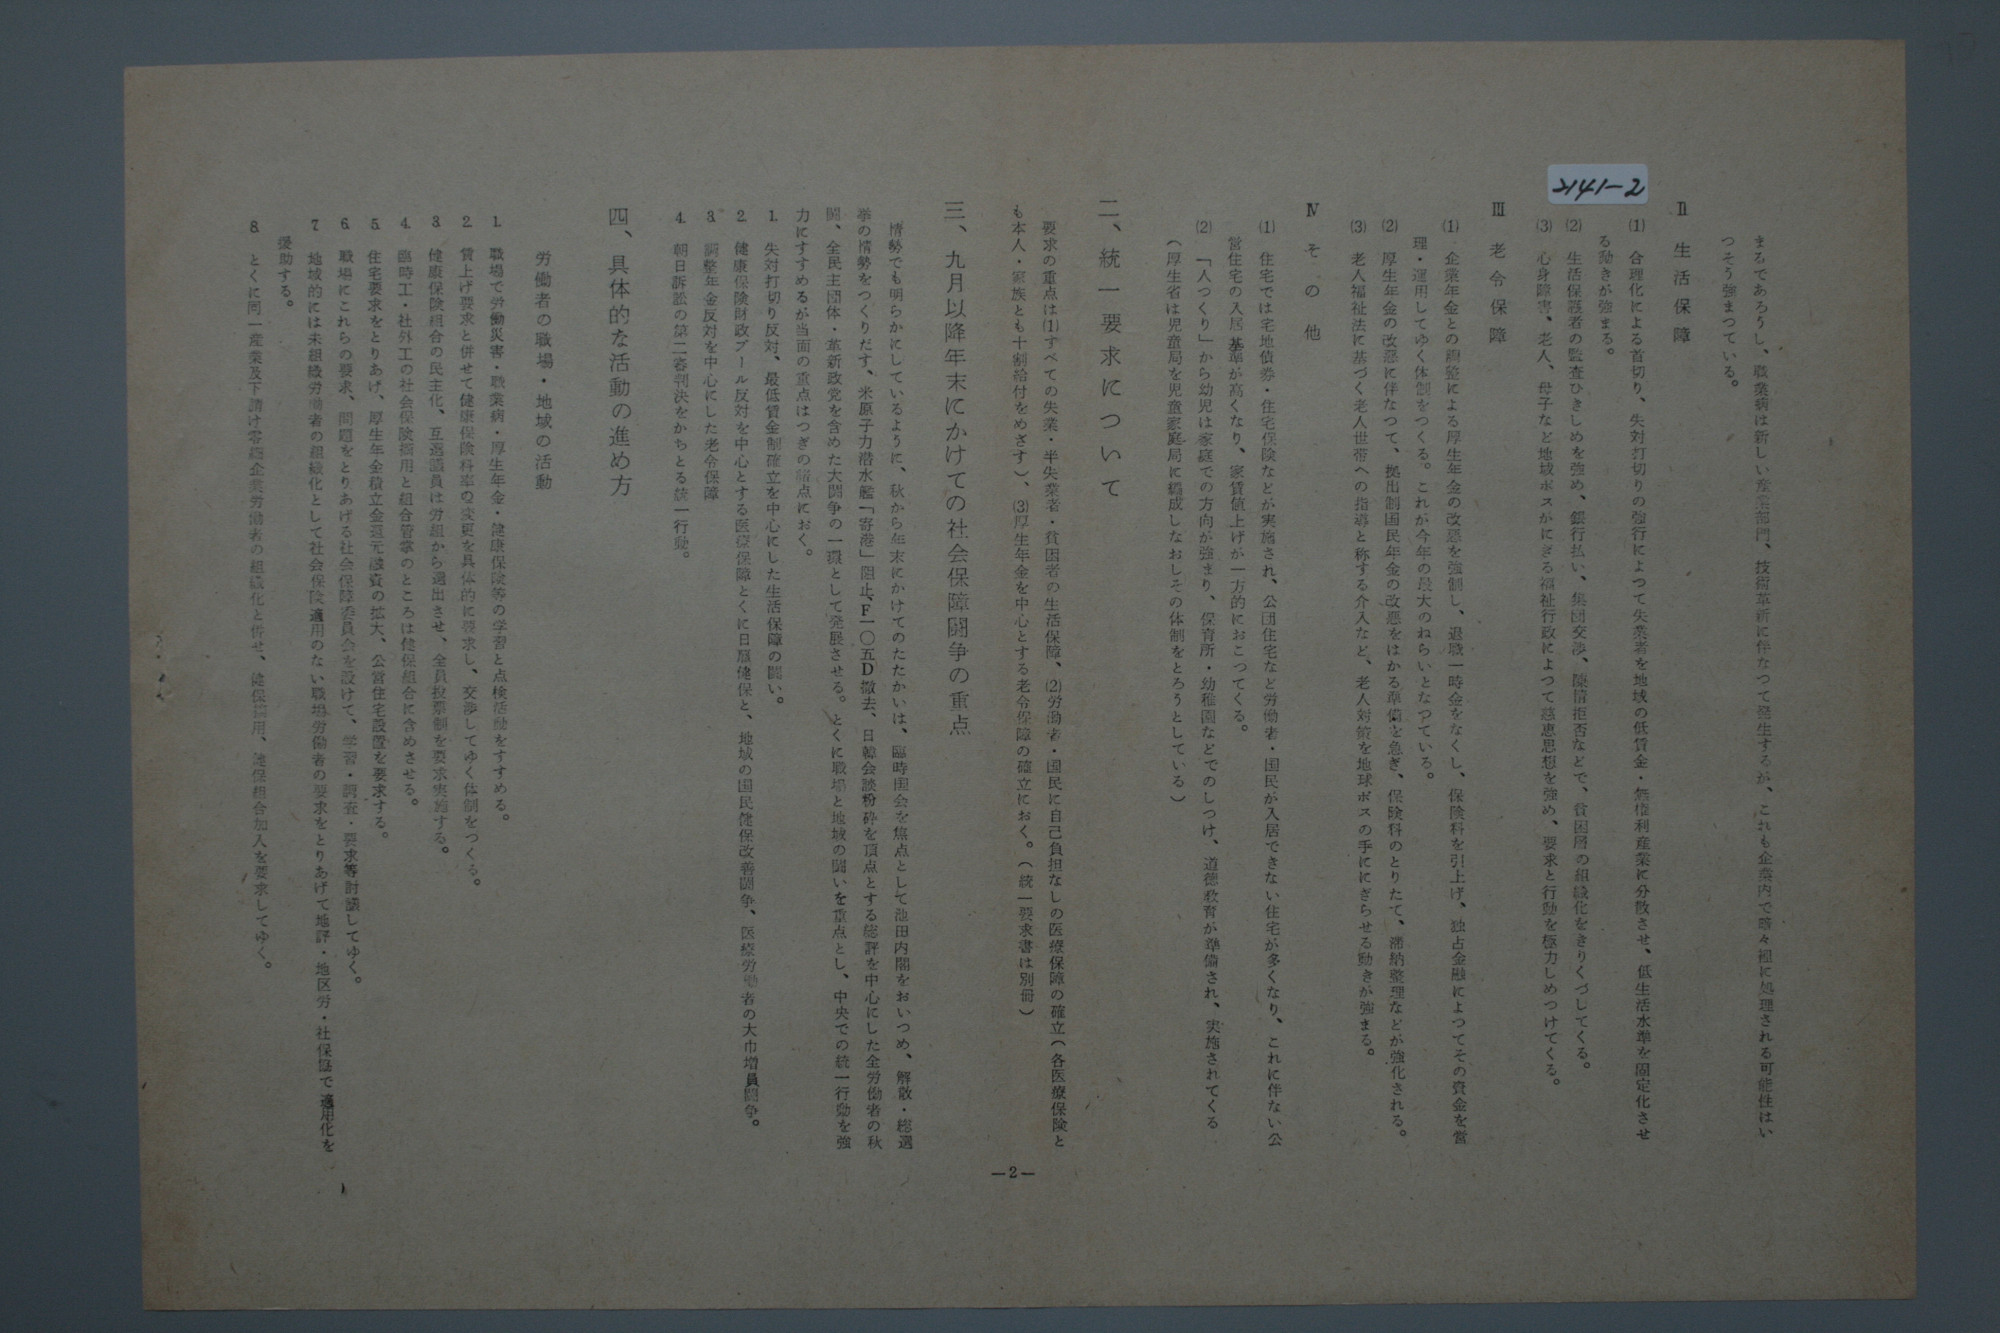 2141-2
まるであろうし、職業病は新しい産業部門、技術革新に伴なつて発生するが、これも企業内で暗々裡に処理される可能性はい
つそう強まつている。
Ⅱ 生活保障
(1) 合理化による首切り、失対打切りの強行によつて失業者を地域の低賃金・無権利産業に分散させ、低生活水準を固定化させ
る動きが強まる。
(2) 生活保護者の監査ひきしめを強め、銀行払い、集団交渉、陳情拒否などで、貧困層の組織化をきりくづしてくる。
(3) 心身障害、老人、母子など地域ボスがにぎる福祉行政によつて慈恵思想を強め、要求と行動を極力しめつけてくる。
Ⅲ 老令保障
(1) 企業年金との調整による厚生年金の改悪を強制し、退職一時金をなくし、保険料を引上げ、独占金融によつてその資金を管
理・運用してゆく体制をつくる。これが今年の最大のねらいとなつている。
(2) 厚生年金の改悪に伴なつて、拠出制国民年金の改悪をはかる準備を急ぎ、保険料のとりたて、滞納整理などが強化される。
(3) 老人福祉法に基づく老人世帯への指導と称する介入など、老人対策を地球ボスの手ににぎらせる動きが強まる。
Ⅳ その他
(1) 住宅では宅地債券・住宅保険などが実施され、公団住宅など労働者・国民が入居できない住宅が多くなり、これに伴ない公
営住宅の入居基準が高くなり、家賃値上げが一方的におこつてくる。
(2) 「人つくり」から幼児は家庭での方向が強まり、保育所・幼稚園などでのしつけ、道徳教育が準備され、実施されてくる
(厚生省は児童局を児童家庭局に編成しなおしその体制をとろうとしている)
二、統一要求について
要求の重点は(1)すべての失業・半失業者・貧困者の生活保障、(2)労働者・国民に自己負担なしの医療保障の確立(各医療保険と
も本人・家族とも十割給付をめざす)、(3)厚生年金を中心とする老令保障の確立におく。(統一要求書は別冊)
三、九月以降年末にかけての社会保障闘争の重点
情勢でも明らかにしているように、秋から年末にかけてのたたかいは、臨時国会を焦点として池田内閣をおいつめ、解散・総選
挙の情勢をつくりだす、米原子力潜水艦「寄港」阻止、F一〇五D撤去、日韓会談粉砕を頂点とする総評を中心にした全労働者の秋
闘、全民主団体・革新政党を含めた大闘争の一環として発展させる。とくに職場と地域の闘いを重点とし、中央での統一行動を強
力にすすめるが当面の重点はつぎの諸点におく。
1. 失対打切り反対、最低賃金制確立を中心にした生活保障の闘い。
2. 健康保険財政プール反対を中心とする医療保障とくに日雇健保と、地域の国民健保改善闘争、医療労働者の大巾増員闘争。
3. 調整年金反対を中心にした老令保障
4. 朝日訴訟の第二審判決をかちとる統一行動。
四、具体的な活動の進め方
労働者の職場・地域の活動
1. 職場で労働災害・職業病・厚生年金・健康保険等の学習と点検活動をすすめる。
2. 賃上げ要求と併せて健康保険料率の変更を具体的に要求し、交渉してゆく体制をつくる。
3. 健康保険組合の民主化、互選議員は労組から選出させ、全員投票制を要求実施する。
4. 臨時工・社外工の社会保険適用と組合管掌のところは健保組合に含めさせる。
5. 住宅要求をとりあげ、厚生年金積立金還元融資の拡大、公営住宅設置を要求する。
6. 職場にこれらの要求、問題をとりあげる社会保障委員会を設けて、学習・調査・要求等討議してゆく。
7. 地域的には未組織労働者の組織化として社会保険適用のない職場労働者の要求をとりあげて地評・地区労・社保協で適用化を
援助する。
8. とくに同一産業及下請け零細企業労働者の組織化と併せ、健保適用、健保組合加入を要求してゆく。
—2—